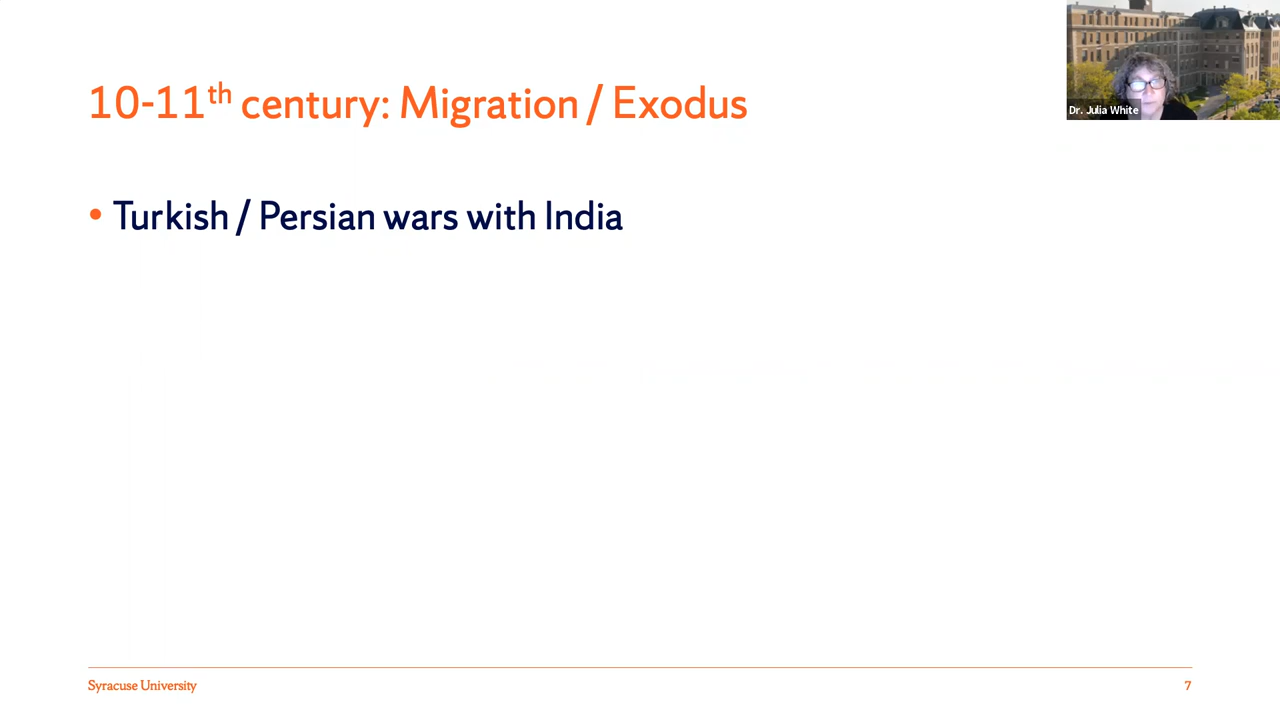 Dr. Julia White
10-11th century: Migration / Exodus
• Turkish / Persian wars with India
Syracuse University
7